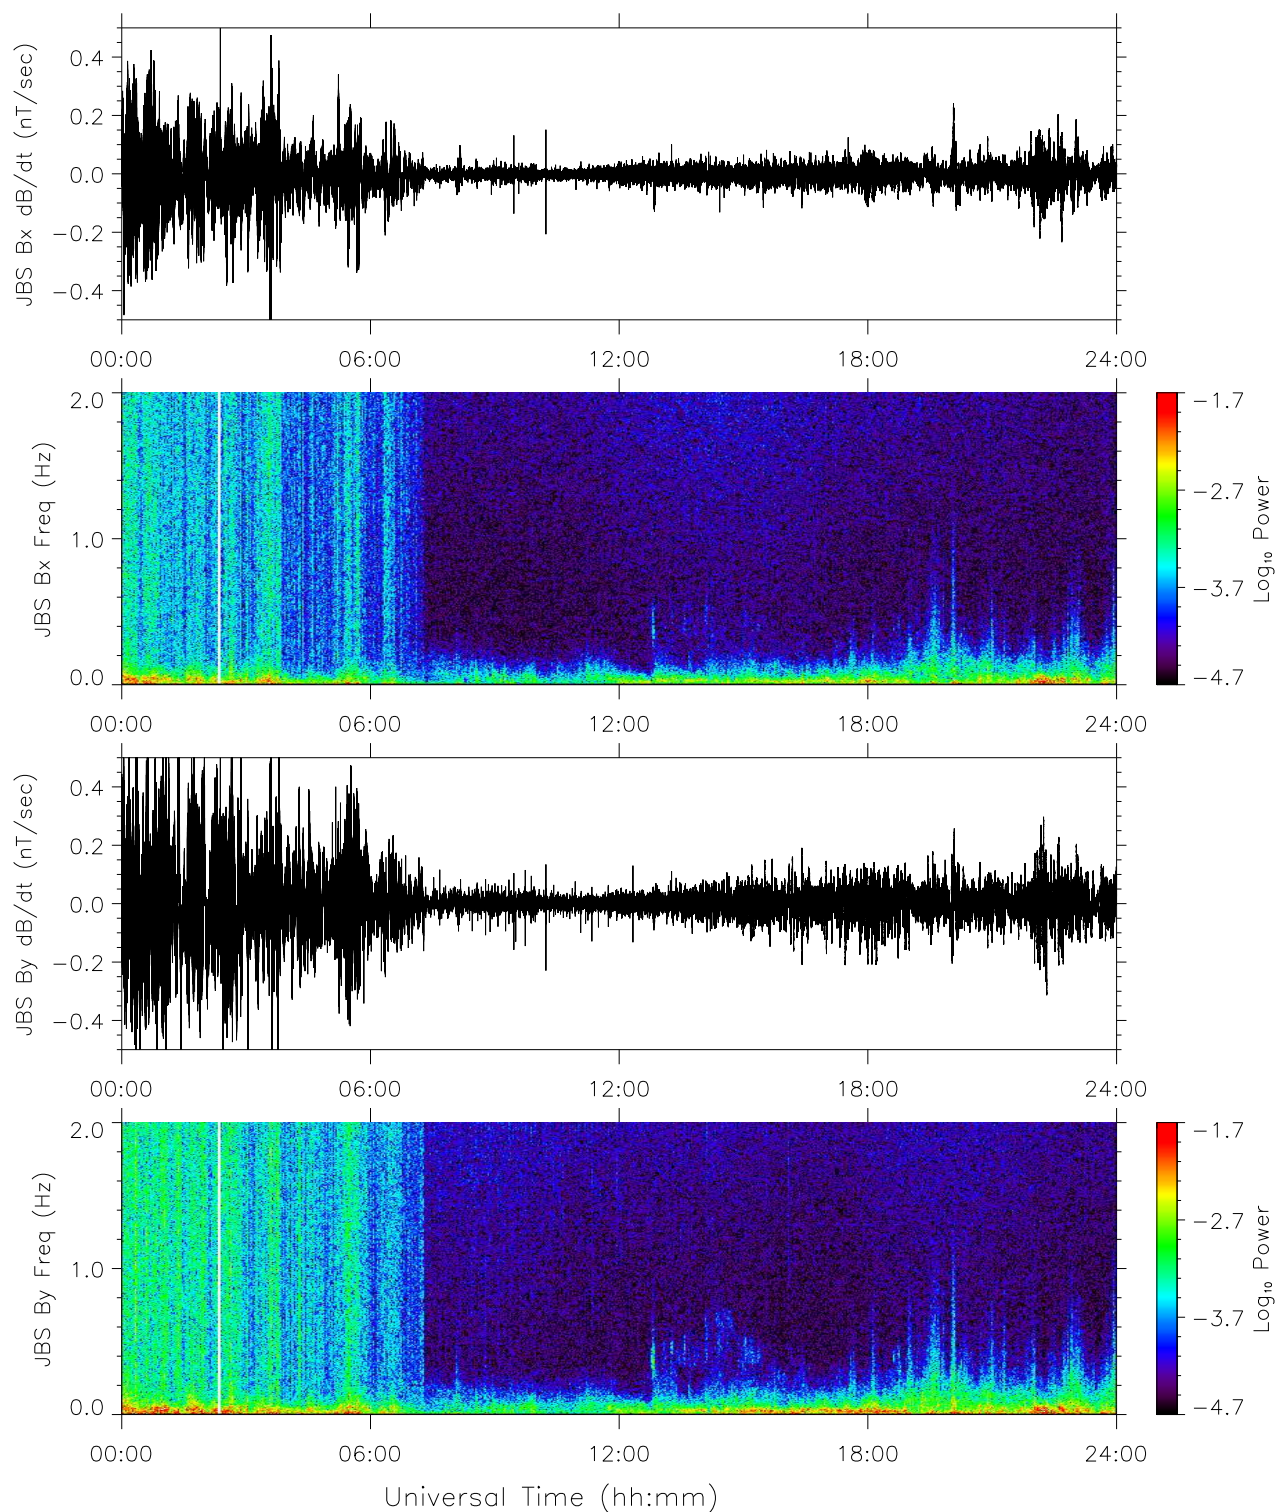 JBS Bx dB/dt (nT/sec)
0.4
0.2
0.0
−0.2
−0.4
00:00 06:00 12:00 18:00 24:00
JBS Bx Freq (Hz)
2.0
1.0
0.0
−1.7
−2.7
−3.7
−4.7
Log₁₀ Power
00:00 06:00 12:00 18:00 24:00
JBS By dB/dt (nT/sec)
0.4
0.2
0.0
−0.2
−0.4
00:00 06:00 12:00 18:00 24:00
JBS By Freq (Hz)
2.0
1.0
0.0
−1.7
−2.7
−3.7
−4.7
Log₁₀ Power
00:00 06:00 12:00 18:00 24:00
Universal Time (hh:mm)